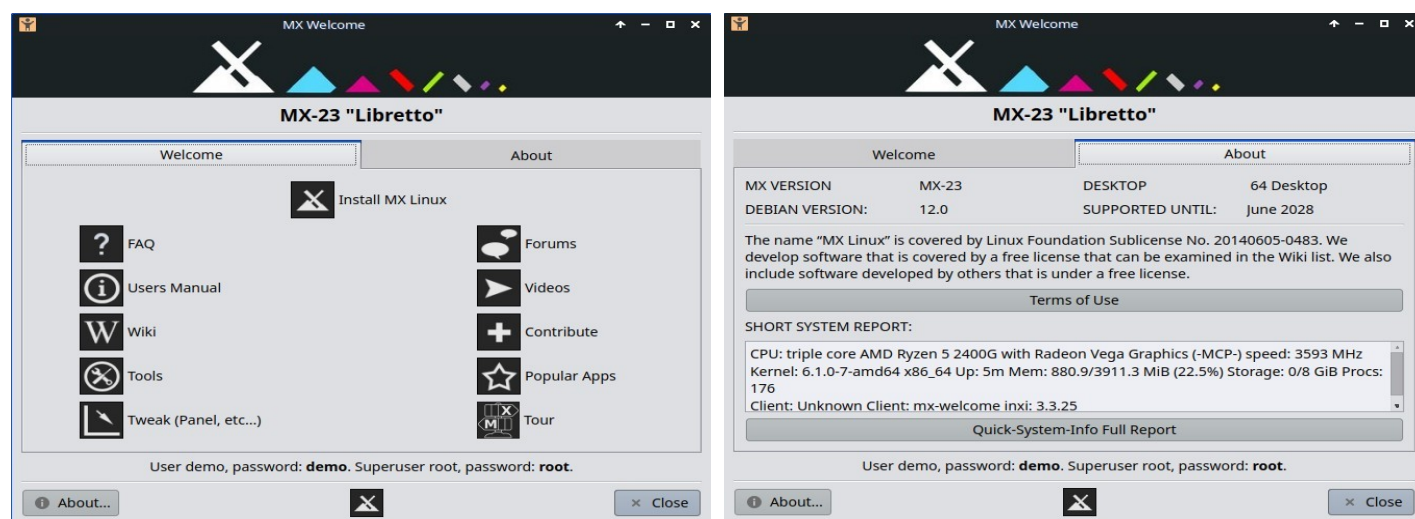 MX Welcome
MX-23 "Libretto"
Welcome About
Install MX Linux
FAQ Forums
Users Manual Videos
W Wiki Contribute
Tools Popular Apps
Tweak (Panel, etc...) Tour
User demo, password: demo. Superuser root, password: root.
About... Close
MX Welcome
MX-23 "Libretto"
Welcome About
MX VERSION MX-23 DESKTOP 64 Desktop
DEBIAN VERSION: 12.0 SUPPORTED UNTIL: June 2028
The name “MX Linux” is covered by Linux Foundation Sublicense No. 20140605-0483. We
develop software that is covered by a free license that can be examined in the Wiki list. We also
include software developed by others that is under a free license.
Terms of Use
SHORT SYSTEM REPORT:
CPU: triple core AMD Ryzen 5 2400G with Radeon Vega Graphics (-MCP-) speed: 3593 MHz
Kernel: 6.1.0-7-amd64 x86_64 Up: 5m Mem: 880.9/3911.3 MiB (22.5%) Storage: 0/8 GiB Procs:
176
Client: Unknown Client: mx-welcome inxi: 3.3.25
Quick-System-Info Full Report
User demo, password: demo. Superuser root, password: root.
About... Close